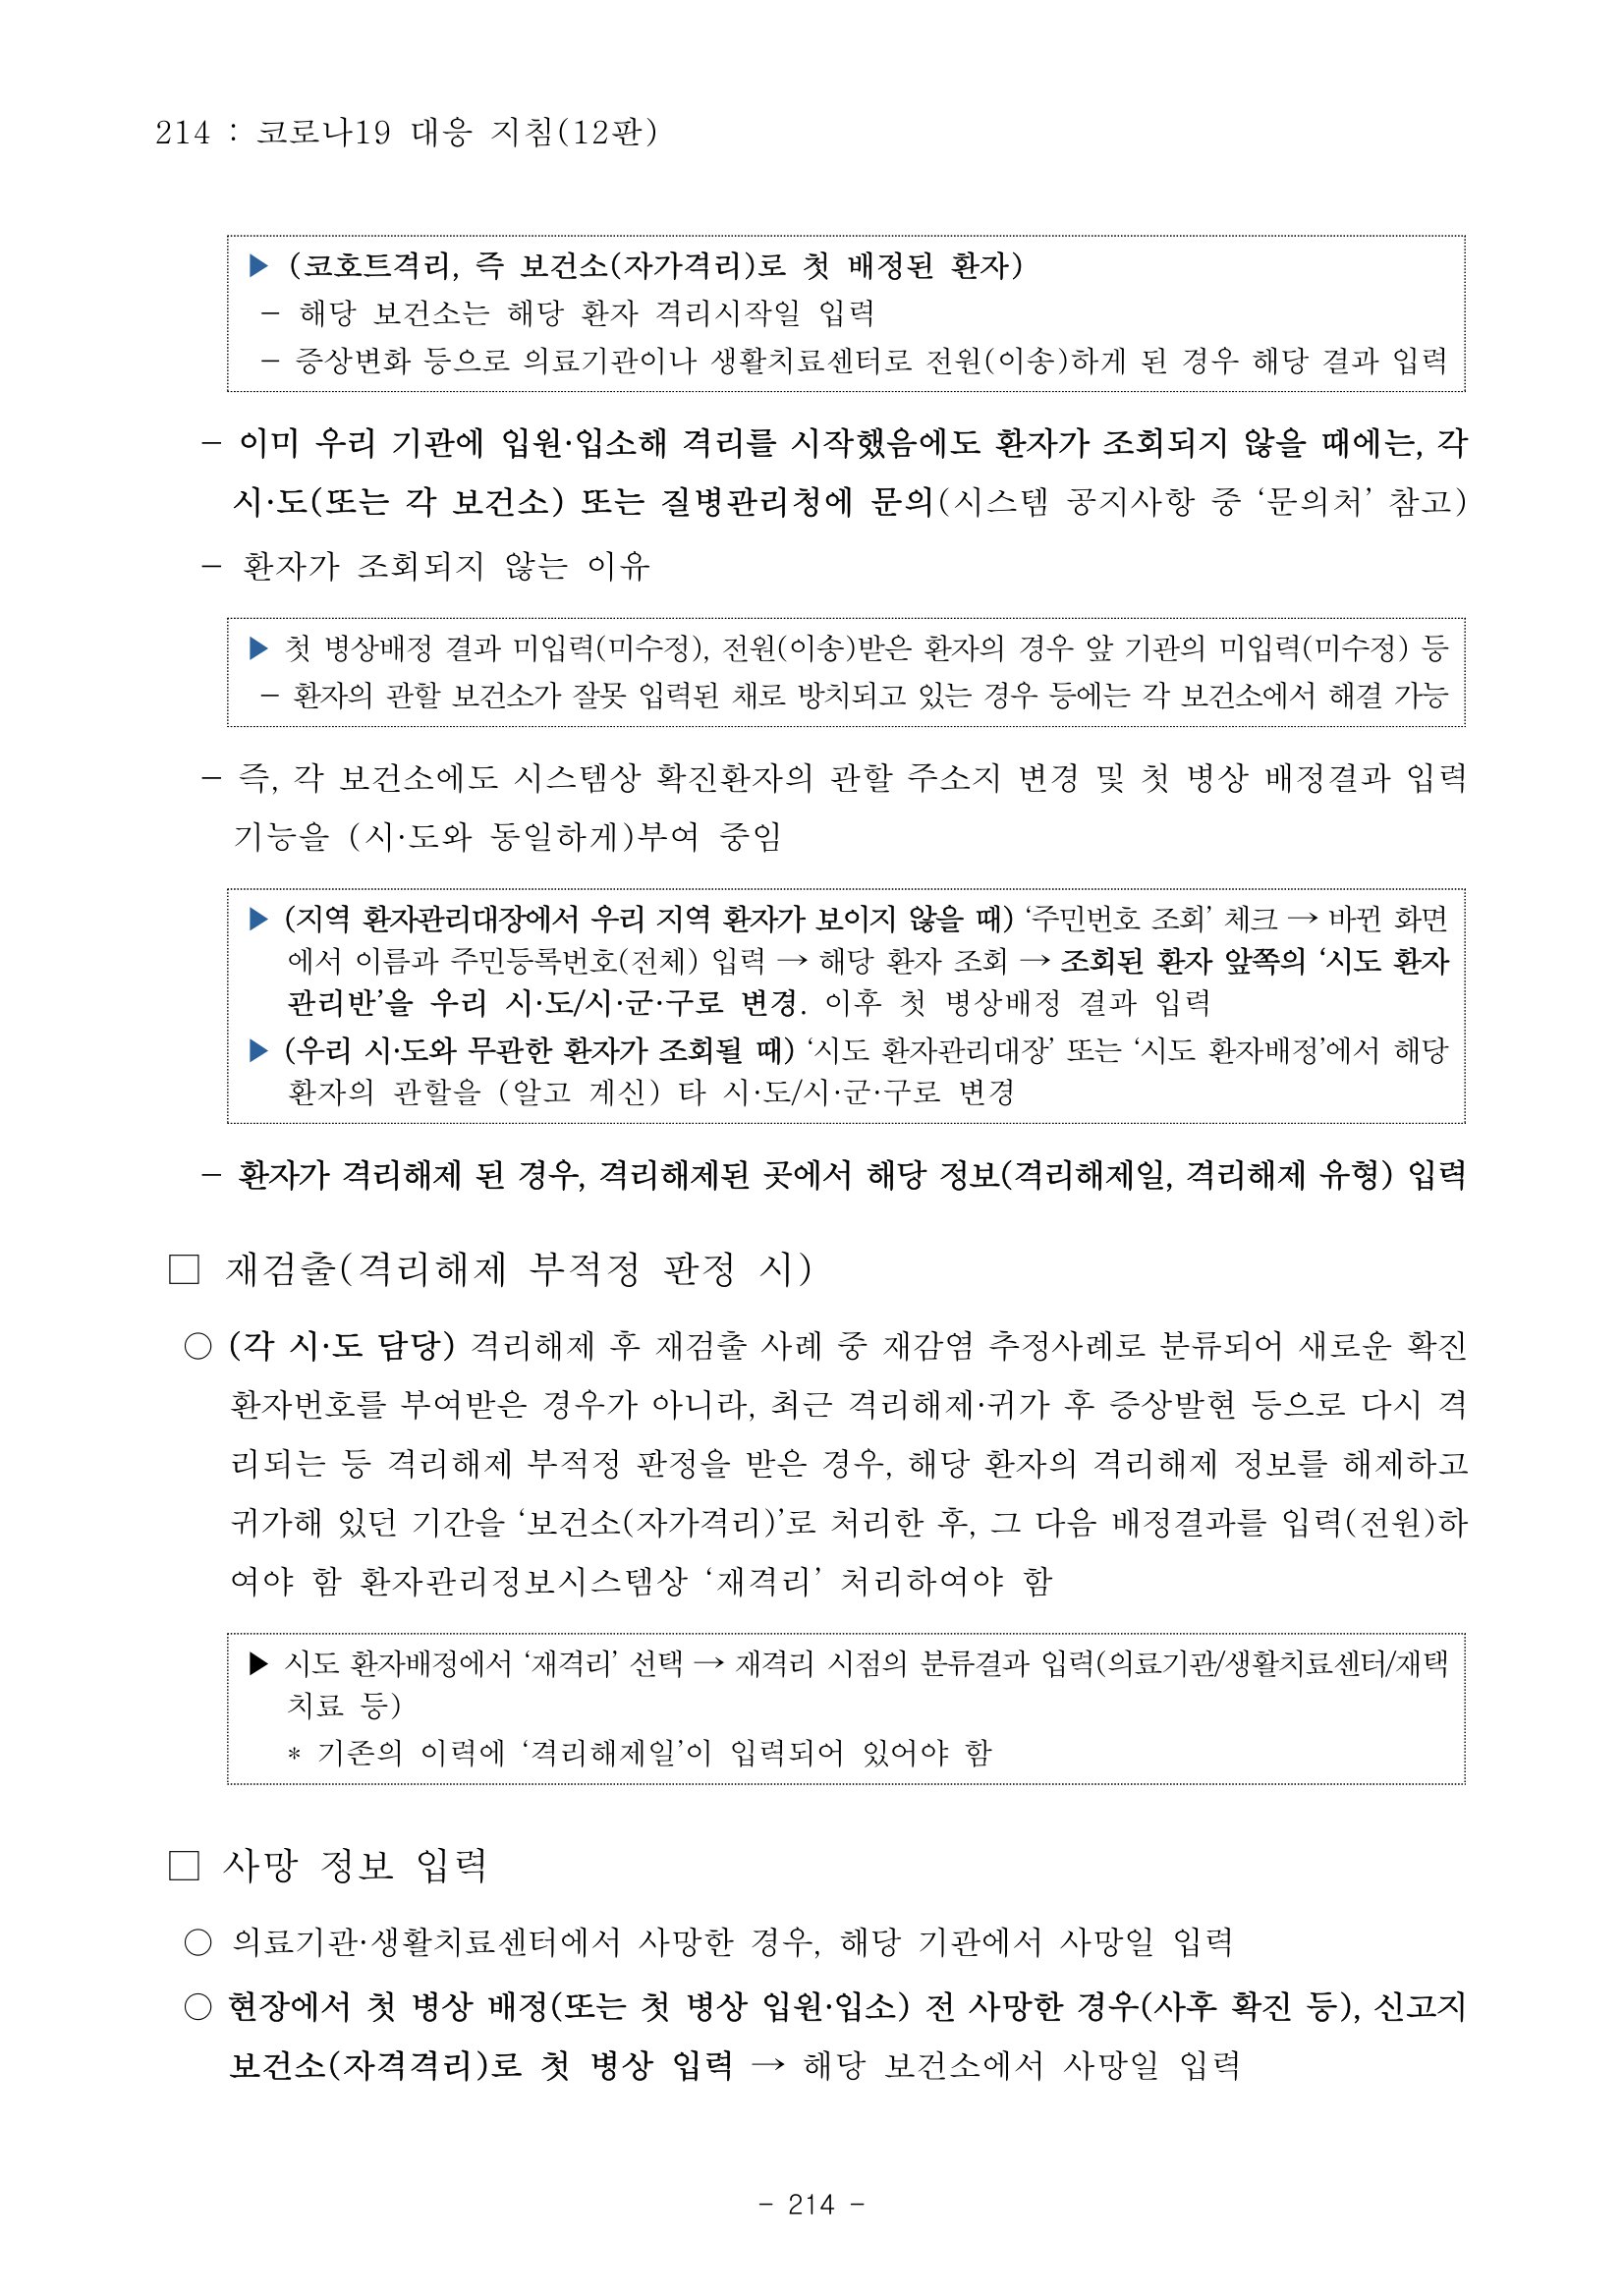 214 : 코로나19 대응 지침(12판)
▶ (코호트격리, 즉 보건소(자가격리)로 첫 배정된 환자)
- 해당 보건소는 해당 환자 격리시작일 입력
- 증상변화 등으로 의료기관이나 생활치료센터로 전원(이송)하게 된 경우 해당 결과 입력
- 이미 우리 기관에 입원·입소해 격리를 시작했음에도 환자가 조회되지 않을 때에는, 각
시·도(또는 각 보건소) 또는 질병관리청에 문의(시스템 공지사항 중 ‘문의처’ 참고)
- 환자가 조회되지 않는 이유
▶ 첫 병상배정 결과 미입력(미수정), 전원(이송)받은 환자의 경우 앞 기관의 미입력(미수정) 등
- 환자의 관할 보건소가 잘못 입력된 채로 방치되고 있는 경우 등에는 각 보건소에서 해결 가능
- 즉, 각 보건소에도 시스템상 확진환자의 관할 주소지 변경 및 첫 병상 배정결과 입력
기능을 (시·도와 동일하게)부여 중임
▶ (지역 환자관리대장에서 우리 지역 환자가 보이지 않을 때) ‘주민번호 조회’ 체크 → 바뀐 화면
에서 이름과 주민등록번호(전체) 입력 → 해당 환자 조회 → 조회된 환자 앞쪽의 ‘시도 환자
관리반’을 우리 시·도/시·군·구로 변경. 이후 첫 병상배정 결과 입력
▶ (우리 시·도와 무관한 환자가 조회될 때) ‘시도 환자관리대장’ 또는 ‘시도 환자배정’에서 해당
환자의 관할을 (알고 계신) 타 시·도/시·군·구로 변경
- 환자가 격리해제 된 경우, 격리해제된 곳에서 해당 정보(격리해제일, 격리해제 유형) 입력
□ 재검출(격리해제 부적정 판정 시)
○ (각 시·도 담당) 격리해제 후 재검출 사례 중 재감염 추정사례로 분류되어 새로운 확진
환자번호를 부여받은 경우가 아니라, 최근 격리해제·귀가 후 증상발현 등으로 다시 격
리되는 등 격리해제 부적정 판정을 받은 경우, 해당 환자의 격리해제 정보를 해제하고
귀가해 있던 기간을 ‘보건소(자가격리)’로 처리한 후, 그 다음 배정결과를 입력(전원)하
여야 함 환자관리정보시스템상 ‘재격리’ 처리하여야 함
▶ 시도 환자배정에서 ‘재격리’ 선택 → 재격리 시점의 분류결과 입력(의료기관/생활치료센터/재택
치료 등)
* 기존의 이력에 ‘격리해제일’이 입력되어 있어야 함
□ 사망 정보 입력
○ 의료기관·생활치료센터에서 사망한 경우, 해당 기관에서 사망일 입력
○ 현장에서 첫 병상 배정(또는 첫 병상 입원·입소) 전 사망한 경우(사후 확진 등), 신고지
보건소(자격격리)로 첫 병상 입력 → 해당 보건소에서 사망일 입력
- 214 -